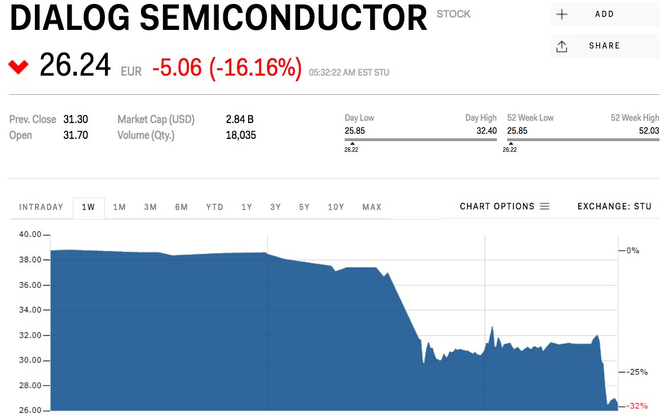 DIALOG SEMICONDUCTOR STOCK
ADD
SHARE
26.24 EUR -5.06 (-16.16%) 05:32:22 AM EST STU
Prev. Close 31.30 Market Cap (USD) 2.84 B Day Low Day High 52 Week Low 52 Week High
Open 31.70 Volume (Qty.) 18,035 25.85 32.40 25.85 52.03
26.22 26.22
INTRADAY 1W 1M 3M 6M YTD 1Y 3Y 5Y 10Y MAX CHART OPTIONS EXCHANGE: STU
40.00
38.00
36.00
34.00
32.00
30.00
28.00
26.00
0%
-25%
-32%